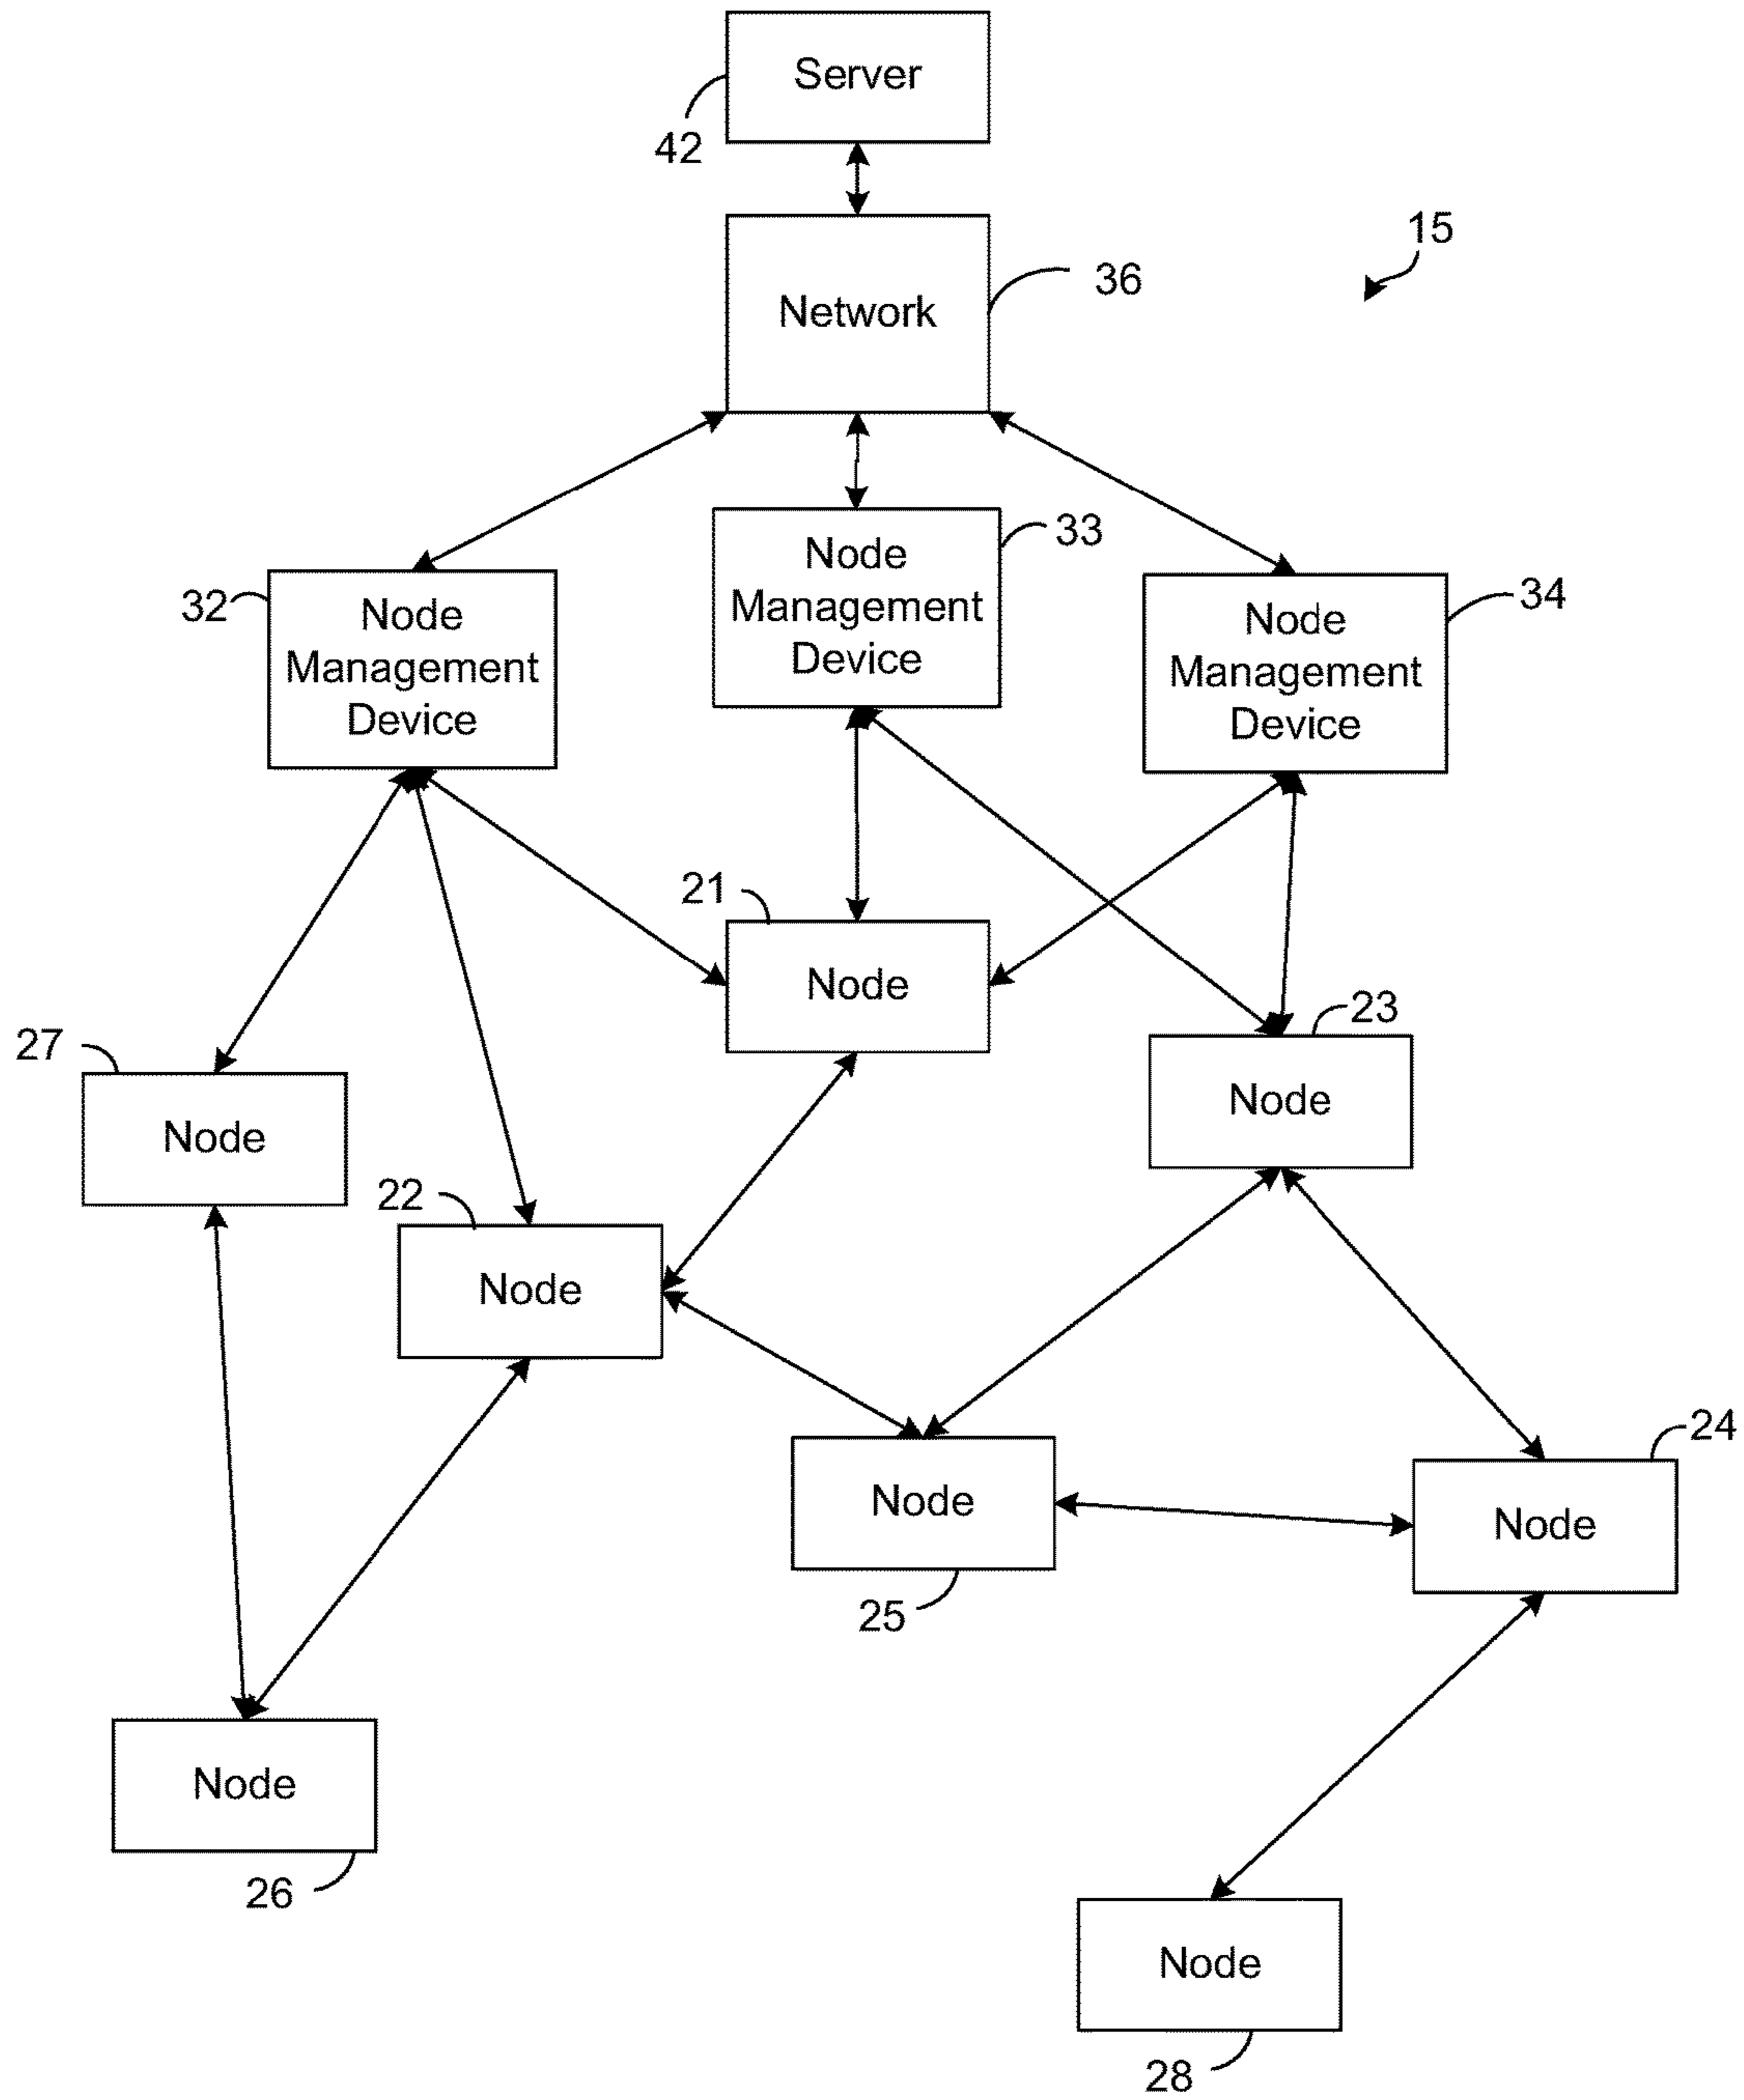 Server
42
15
36
Network
33
Node
Management
Device
32
Node
Management
Device
34
Node
Management
Device
21
Node
23
Node
27
Node
22
Node
24
Node
25
Node
26
Node
28
Node